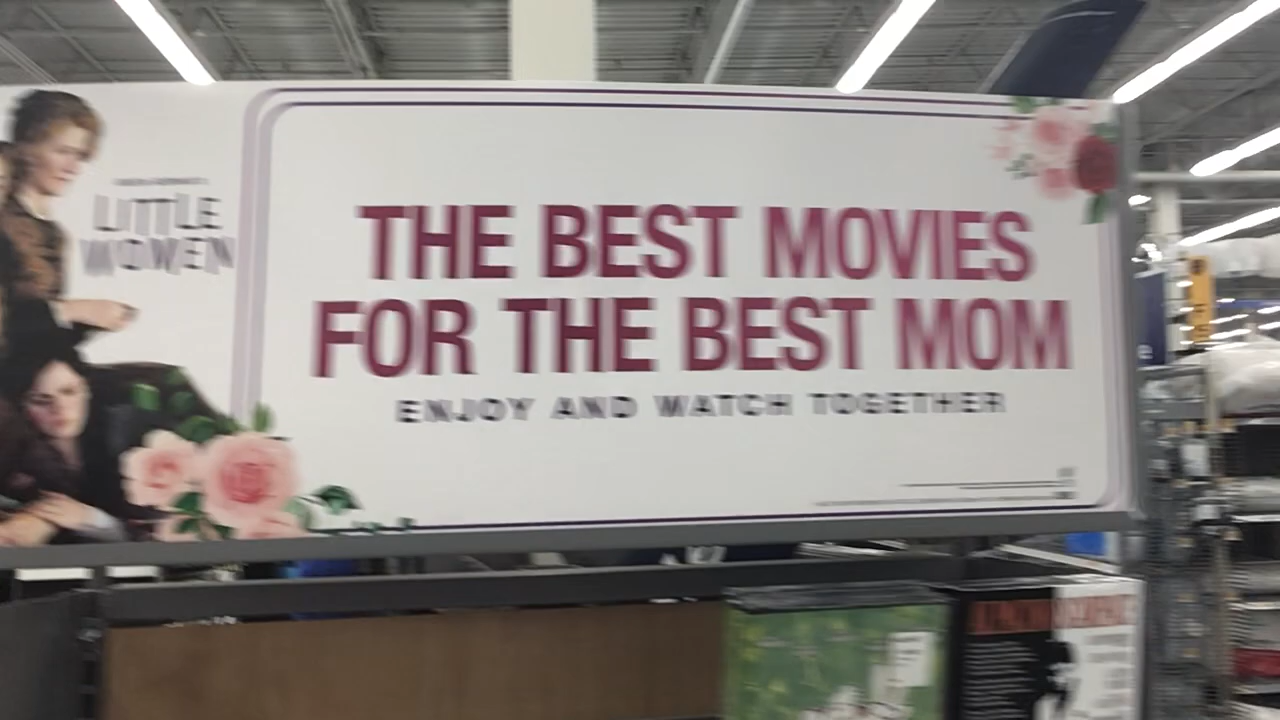 LITTLE
WOMEN
THE BEST MOVIES
FOR THE BEST MOM
ENJOY AND WATCH TOGETHER